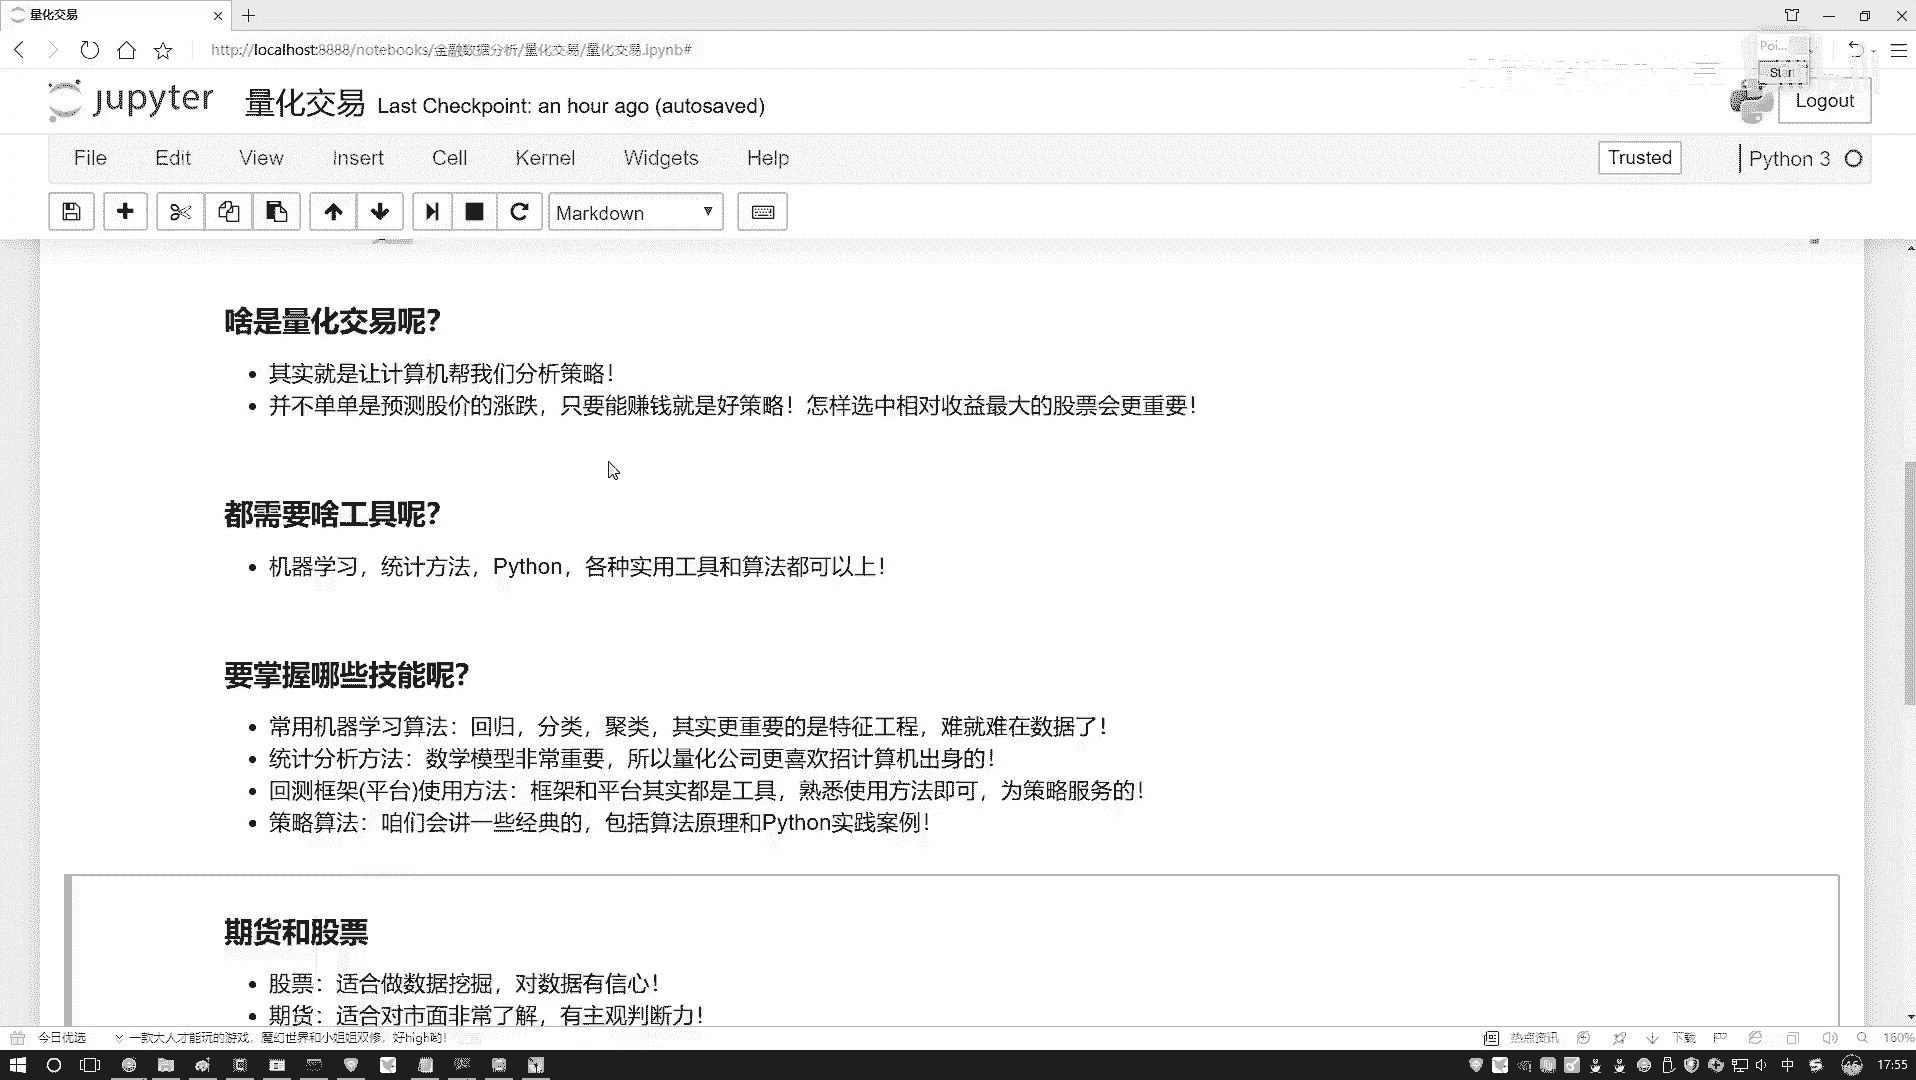 量化交易
http://localhost:8888/notebooks/金融数据分析/量化交易/量化交易.ipynb#
Poi...
Start
jupyter 量化交易 Last Checkpoint: an hour ago (autosaved)
Logout
File Edit View Insert Cell Kernel Widgets Help
Trusted
Python 3
Markdown
啥是量化交易呢？
• 其实就是让计算机帮我们分析策略！
• 并不单单是预测股价的涨跌，只要能赚钱就是好策略！怎样选中相对收益最大的股票会更重要！
都需要啥工具呢？
• 机器学习，统计方法，Python，各种实用工具和算法都可以上！
要掌握哪些技能呢？
• 常用机器学习算法：回归，分类，聚类，其实更重要的是特征工程，难就难在数据了！
• 统计分析方法：数学模型非常重要，所以量化公司更喜欢招计算机出身的！
• 回测框架(平台)使用方法：框架和平台其实都是工具，熟悉使用方法即可，为策略服务的！
• 策略算法：咱们会讲一些经典的，包括算法原理和Python实践案例！
期货和股票
• 股票：适合做数据挖掘，对数据有信心！
• 期货：适合对市面非常了解，有主观判断力！
今日优选 一款大人才能玩的游戏，魔幻世界和小姐姐双修，好high哟！ 热点资讯 下载 160%
中 46 17:55